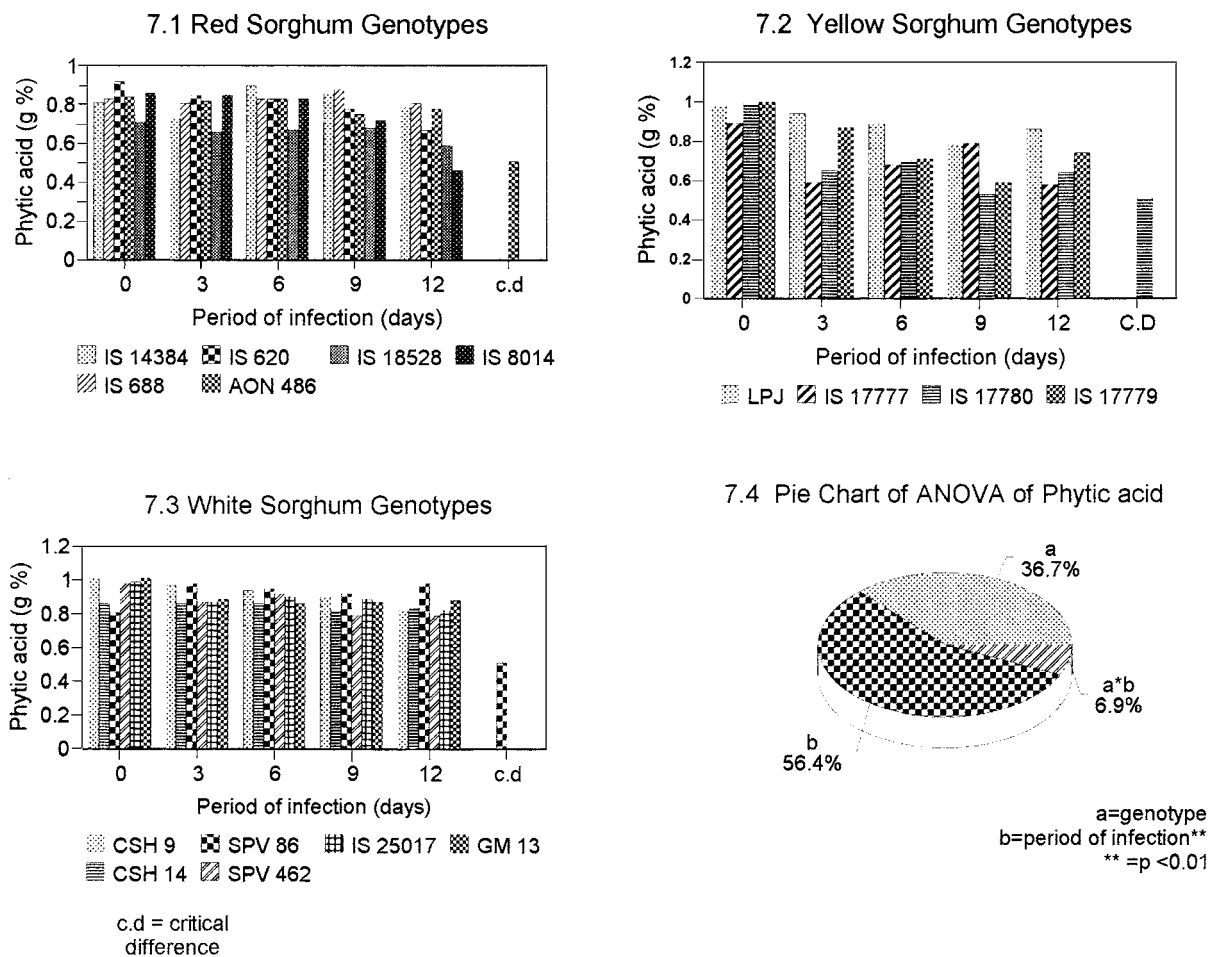 7.1 Red Sorghum Genotypes
Phytic acid (g %)
1
0.8
0.6
0.4
0.2
0
0 3 6 9 12 c.d
Period of infection (days)
IS 14384 IS 620 IS 18528 IS 8014
IS 688 AON 486
7.2 Yellow Sorghum Genotypes
Phytic acid (g %)
1.2
1
0.8
0.6
0.4
0.2
0
0 3 6 9 12 C.D
Period of infection (days)
LPJ IS 17777 IS 17780 IS 17779
7.3 White Sorghum Genotypes
Phytic acid (g %)
1.2
1
0.8
0.6
0.4
0.2
0
0 3 6 9 12 c.d
Period of infection (days)
CSH 9 SPV 86 IS 25017 GM 13
CSH 14 SPV 462
c.d = critical
difference
7.4 Pie Chart of ANOVA of Phytic acid
a
36.7%
a*b
6.9%
b
56.4%
a=genotype
b=period of infection**
** =p <0.01